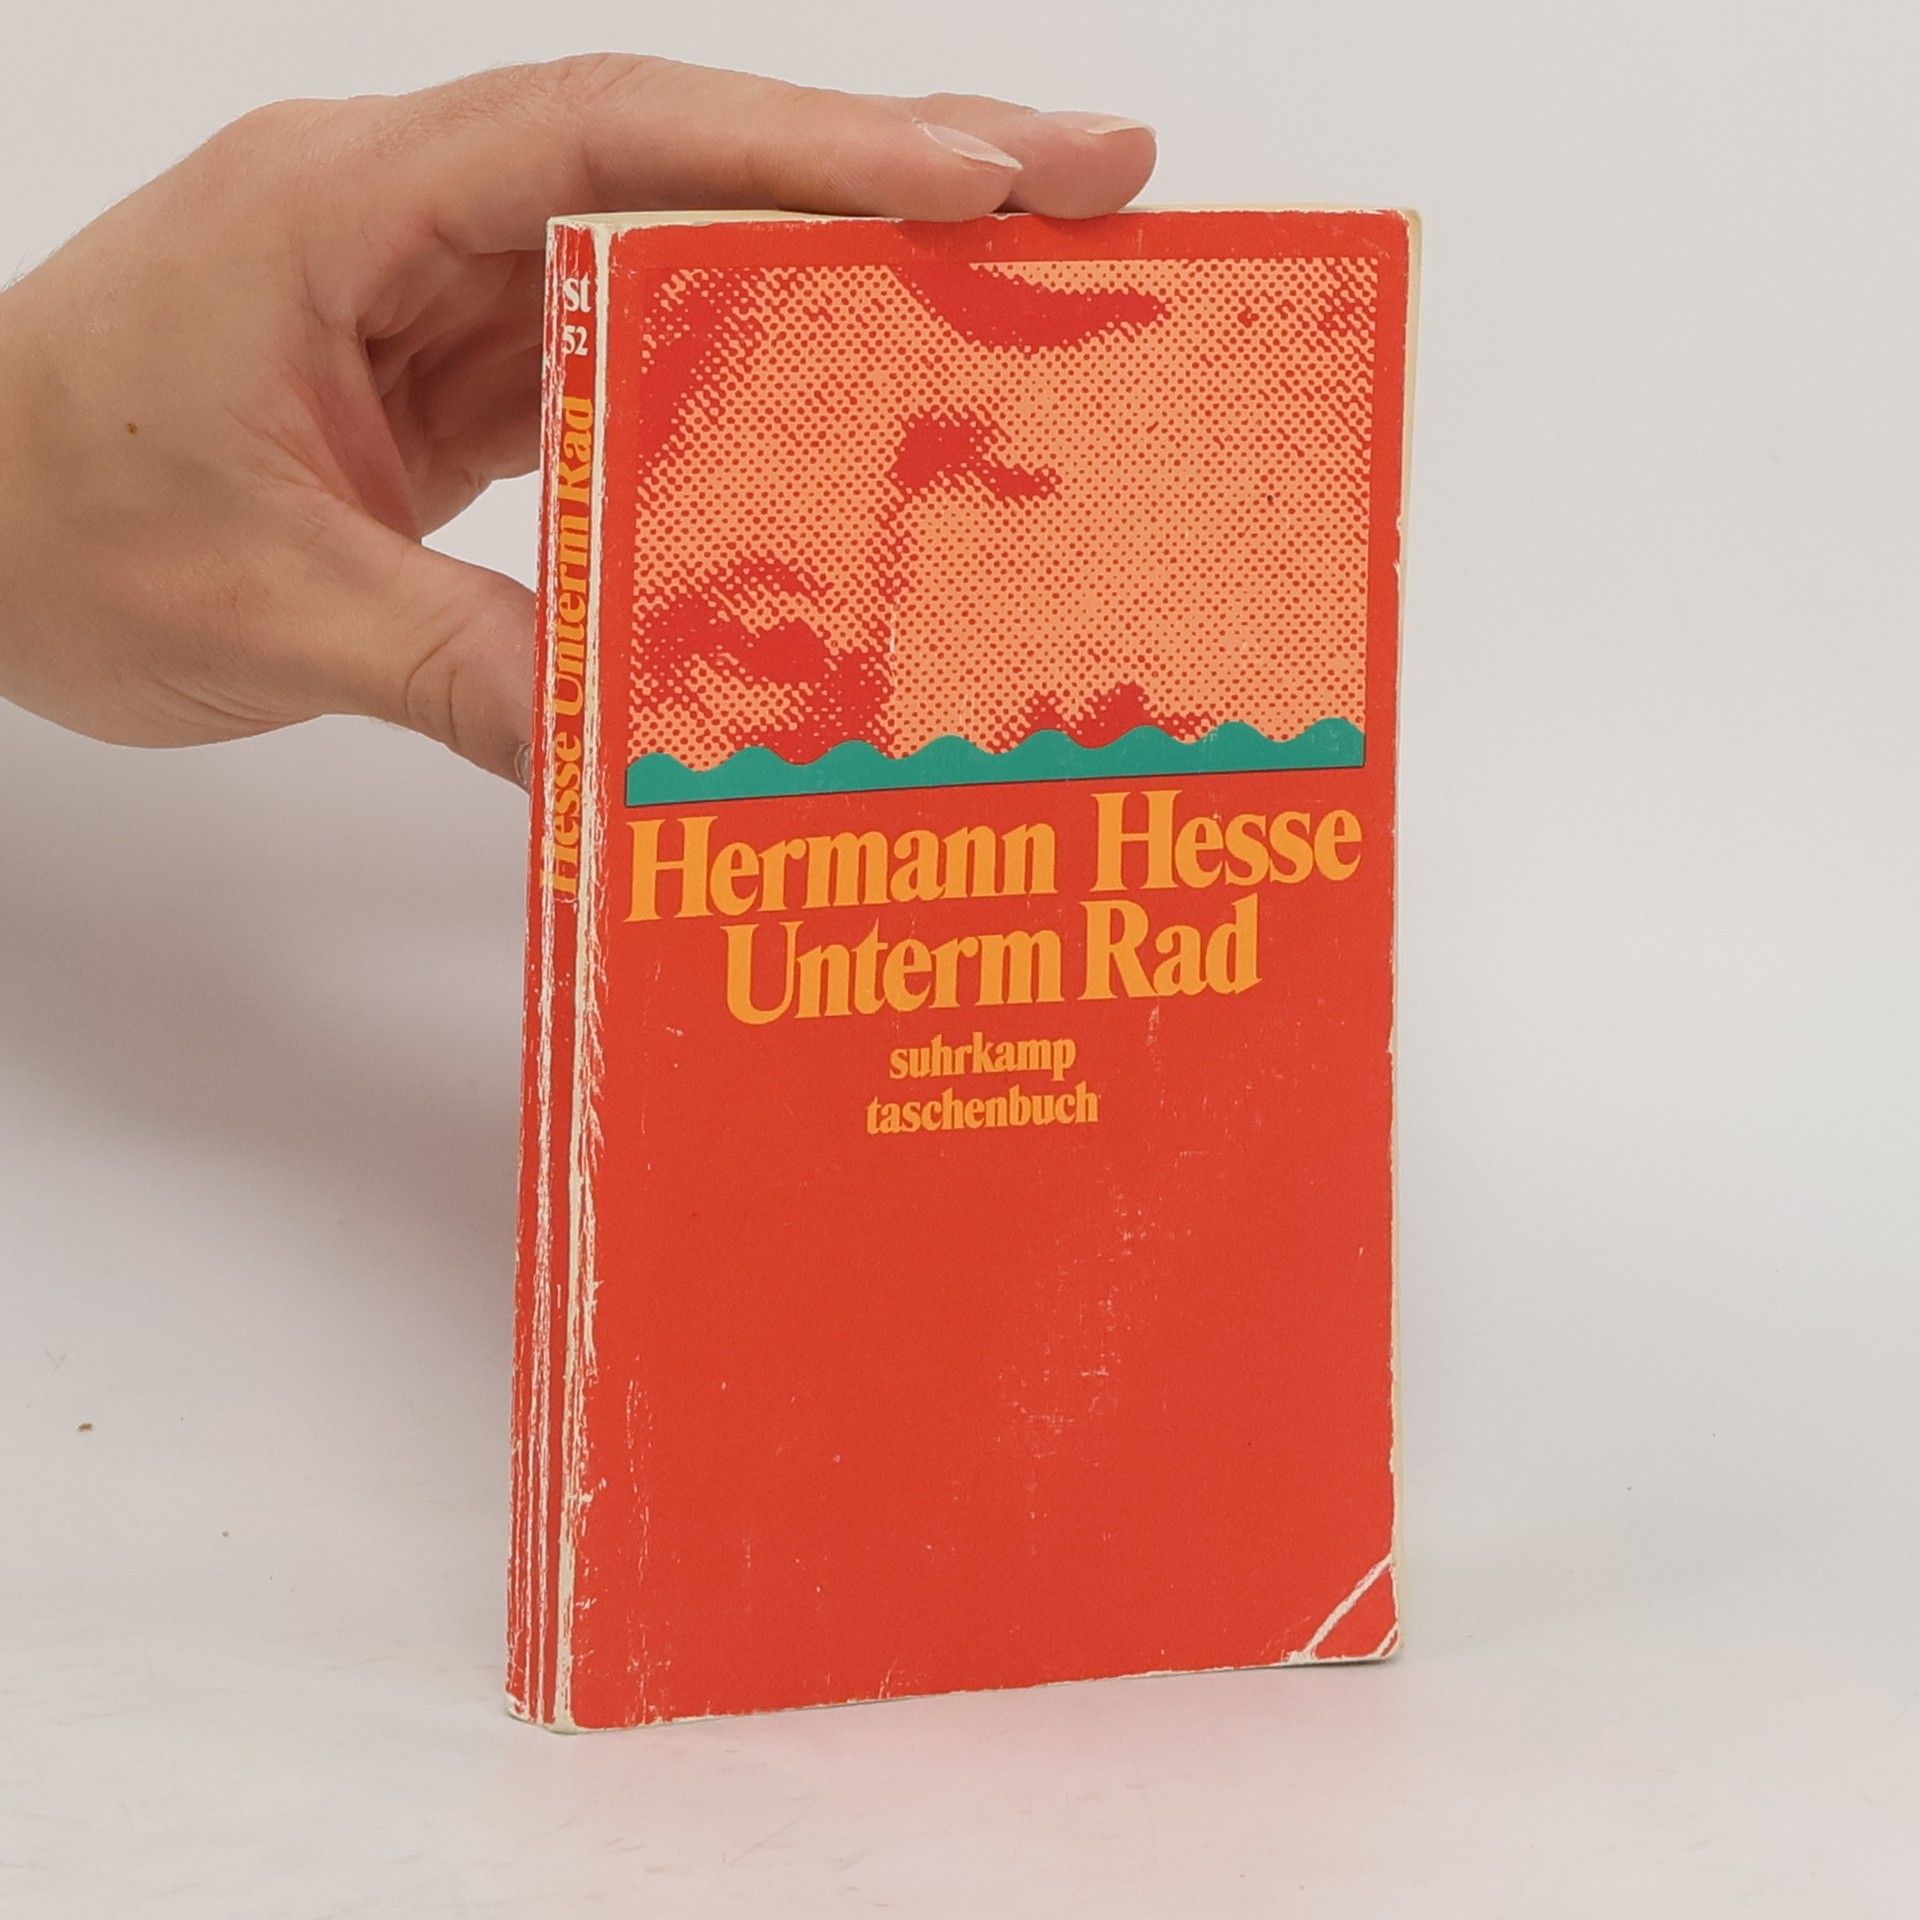 st
52
Hesse Unterm Rad
Hermann Hesse
Unterm Rad
suhrkamp
taschenbuch